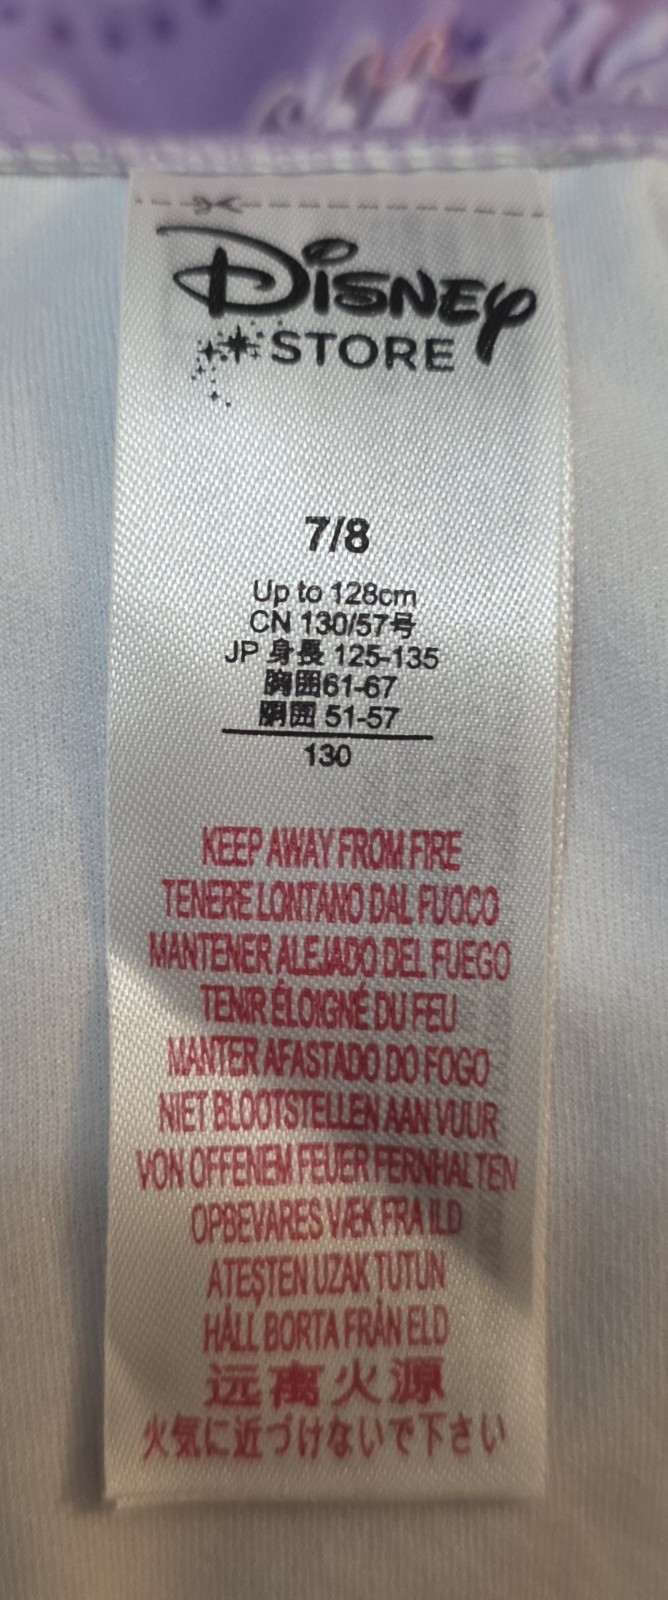 Disney
STORE
7/8
Up to 128cm
CN 130/57号
JP 身長 125-135
胸囲61-67
胴囲 51-57
130
KEEP AWAY FROM FIRE
TENERE LONTANO DAL FUOCO
MANTENER ALEJADO DEL FUEGO
TENIR ÉLOIGNÉ DU FEU
MANTER AFASTADO DO FOGO
NIET BLOOTSTELLEN AAN VUUR
VON OFFENEM FEUER FERNHALTEN
OPBEVARES VÆK FRA ILD
ATEŞTEN UZAK TUTUN
HÅLL BORTA FRÅN ELD
远离火源
火気に近づけないで下さい